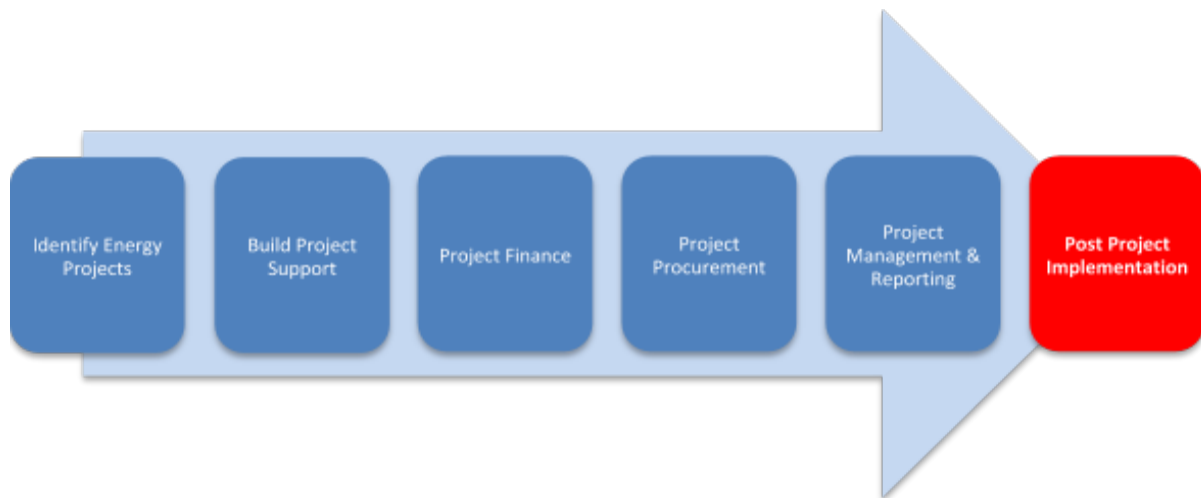 Identify Energy
Projects
Build Project
Support
Project Finance
Project
Procurement
Project
Management &
Reporting
Post Project
Implementation